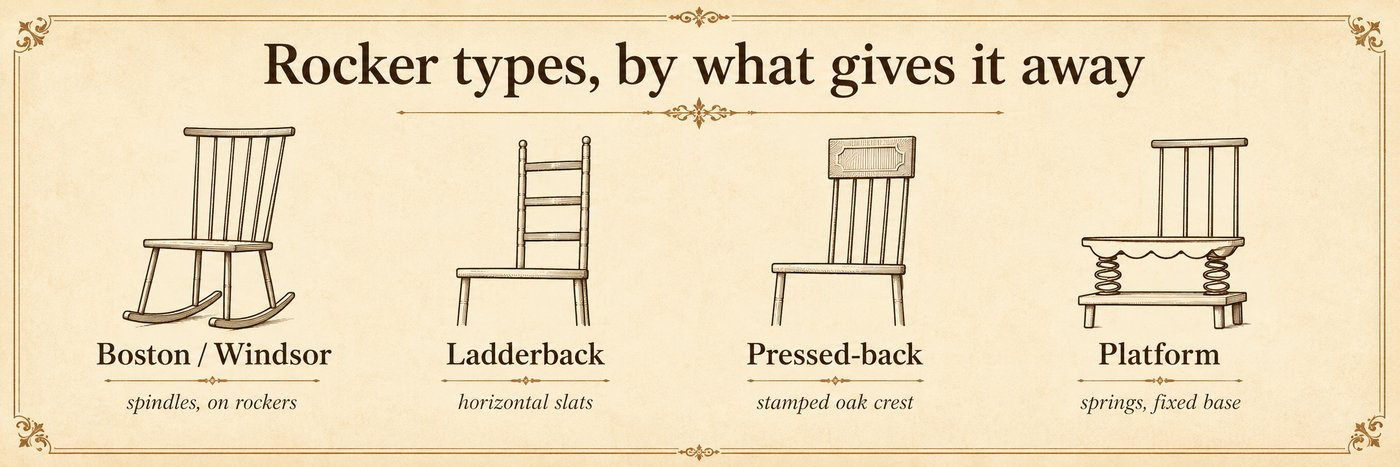 Rocker types, by what gives it away
Boston / Windsor
spindles, on rockers
Ladderback
horizontal slats
Pressed-back
stamped oak crest
Platform
springs, fixed base